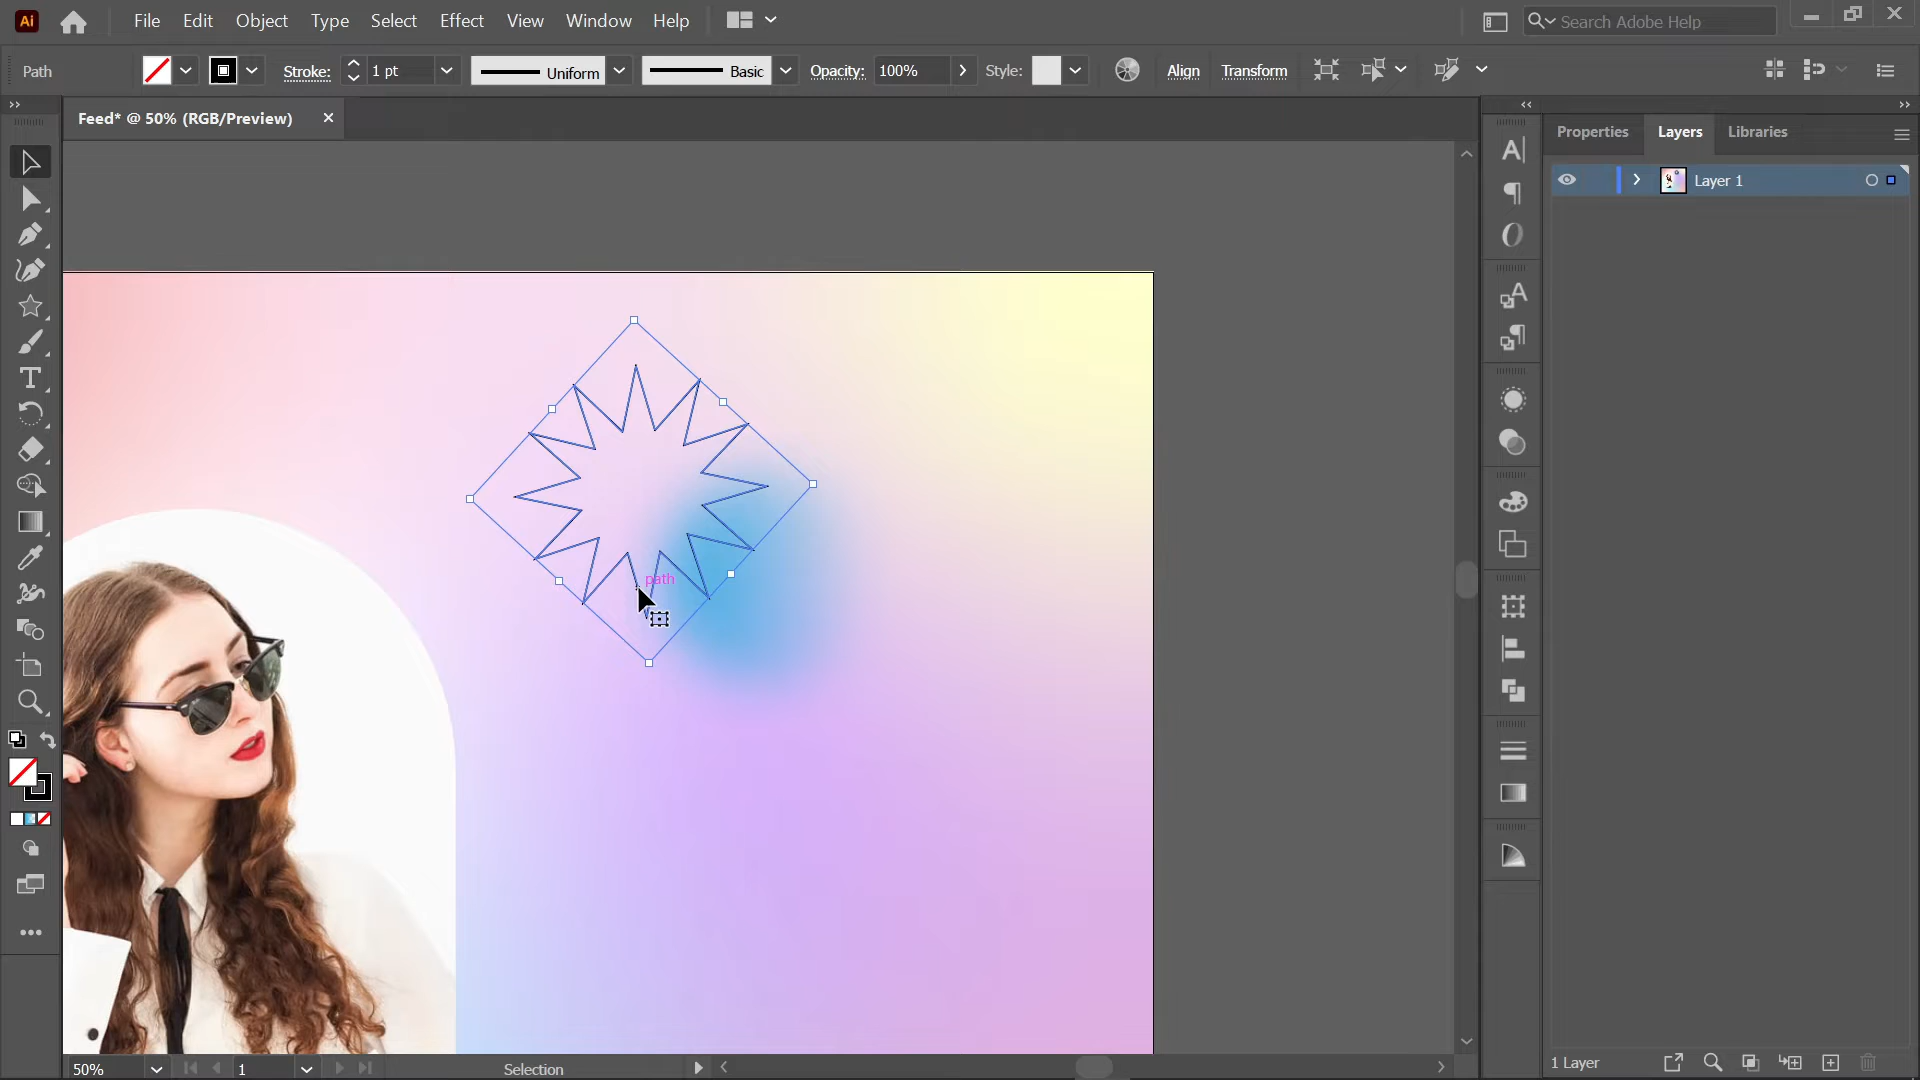 Ai
File Edit Object Type Select Effect View Window Help
Search Adobe Help
Path
Stroke:
1 pt
Uniform
Basic
Opacity:
100%
Style:
Align
Transform
Feed* @ 50% (RGB/Preview)
Properties
Layers
Libraries
Layer 1
path
1 Layer
50%
1
Selection